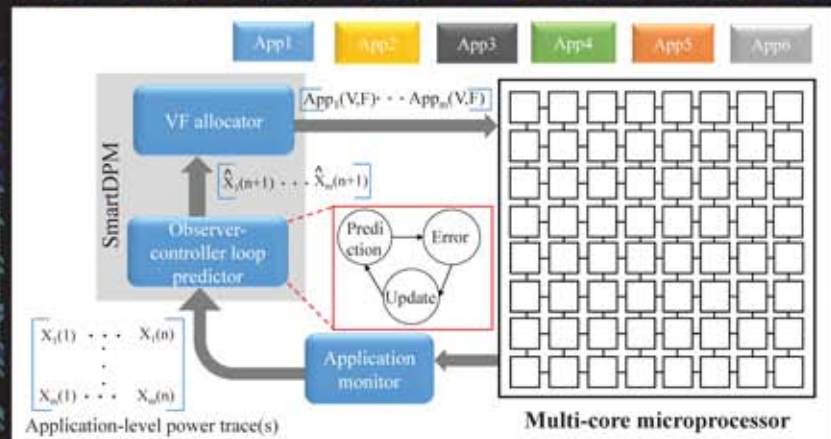 App1 App2 App3 App4 App5 App6
VF allocator
App₁(V,F) · · · Appₘ(V,F)
SmartDPM
X̂₁(n+1) · · · X̂ₘ(n+1)
Observer-
controller loop
predictor
Predi
ction
Error
Update
X₁(1) · · · X₁(n)
Xₘ(1) · · · Xₘ(n)
Application
monitor
Application-level power trace(s)
Multi-core microprocessor